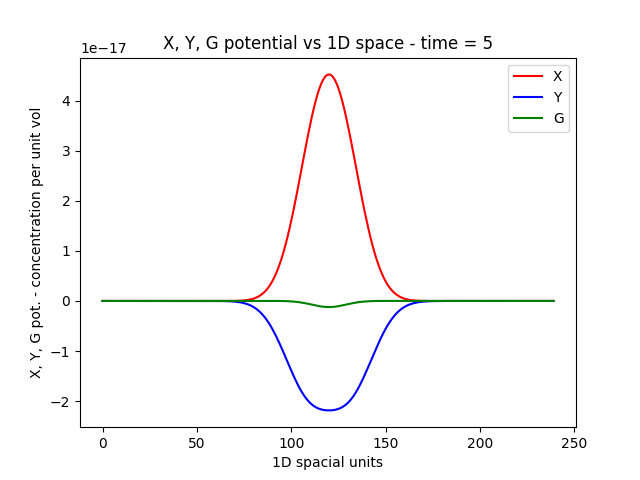 X, Y, G potential vs 1D space - time = 5
1e−17
X
Y
G
X, Y, G pot. - concentration per unit vol
4
3
2
1
0
−1
−2
0
50
100
150
200
250
1D spacial units